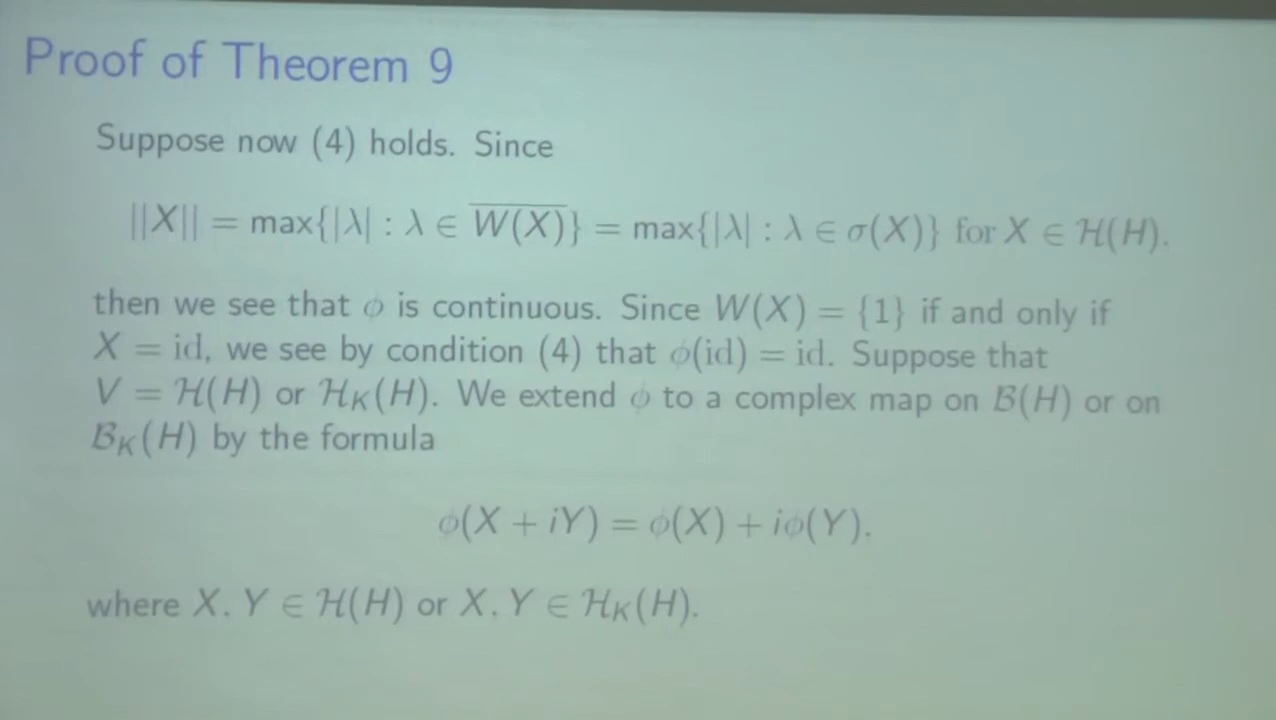 Proof of Theorem 9
Suppose now (4) holds. Since
||X|| = max{|λ| : λ ∈ \overline{W(X)}} = max{|λ| : λ ∈ σ(X)} for X ∈ ℋ(H).
then we see that ϕ is continuous. Since W(X) = {1} if and only if
X = id, we see by condition (4) that ϕ(id) = id. Suppose that
V = ℋ(H) or ℋ_K(H). We extend ϕ to a complex map on ℬ(H) or on
ℬ_K(H) by the formula
ϕ(X + iY) = ϕ(X) + iϕ(Y).
where X, Y ∈ ℋ(H) or X, Y ∈ ℋ_K(H).